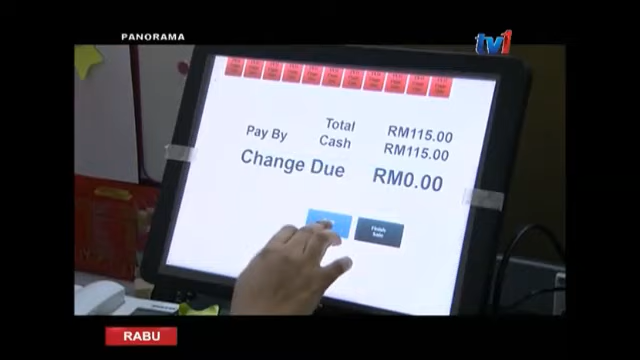 PANORAMA
tv1
Total RM115.00
Pay By Cash RM115.00
Change Due RM0.00
Finish
Sale
RABU